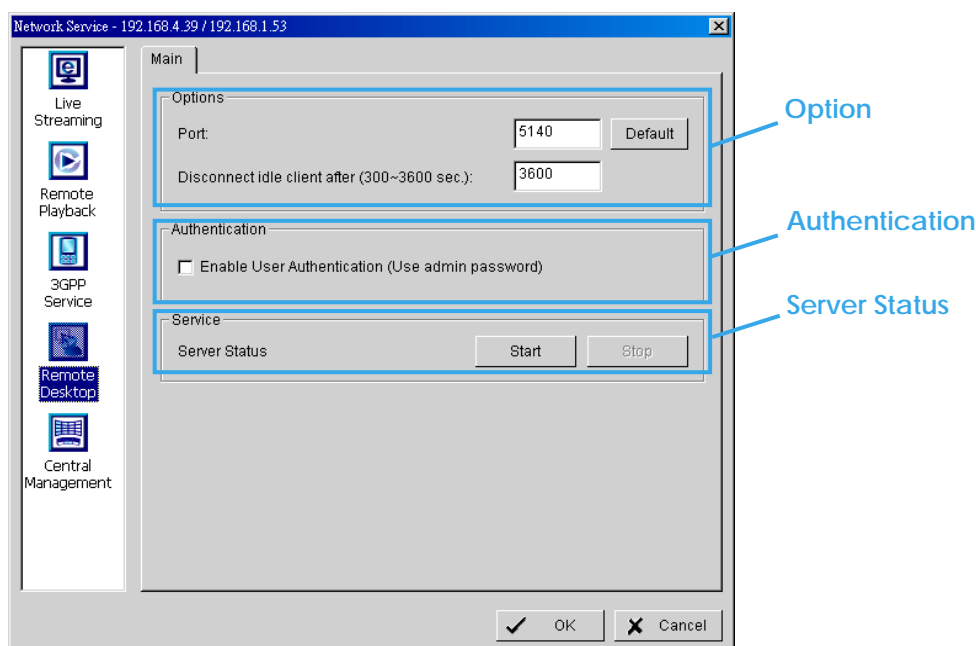 Network Service - 192.168.4.39 / 192.168.1.53
Live
Streaming
Remote
Playback
3GPP
Service
Remote
Desktop
Central
Management
Main
Options
Port:
5140
Default
Disconnect idle client after (300~3600 sec.):
3600
Authentication
Enable User Authentication (Use admin password)
Service
Server Status
Start
Stop
OK
Cancel
Option
Authentication
Server Status